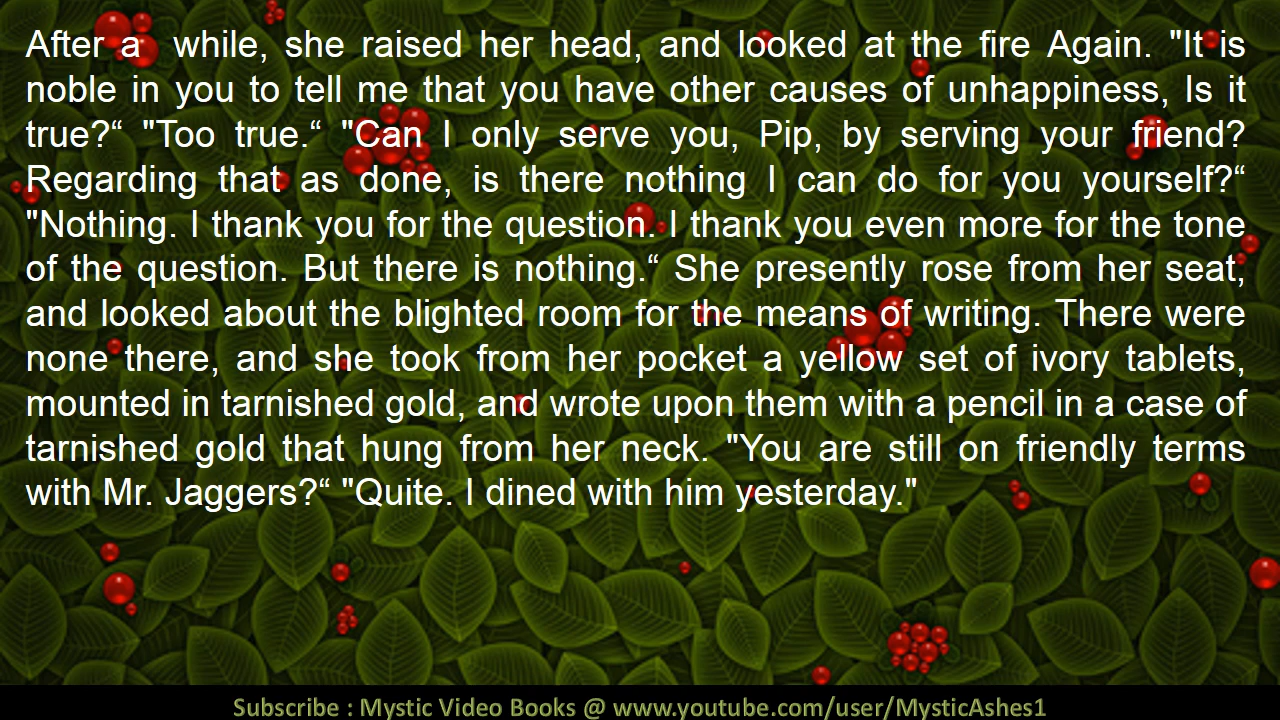 After a  while, she raised her head, and looked at the fire Again. "It is
noble in you to tell me that you have other causes of unhappiness, Is it
true?“ "Too true.“ "Can I only serve you, Pip, by serving your friend?
Regarding that as done, is there nothing I can do for you yourself?“
"Nothing. I thank you for the question. I thank you even more for the tone
of the question. But there is nothing.“ She presently rose from her seat,
and looked about the blighted room for the means of writing. There were
none there, and she took from her pocket a yellow set of ivory tablets,
mounted in tarnished gold, and wrote upon them with a pencil in a case of
tarnished gold that hung from her neck. "You are still on friendly terms
with Mr. Jaggers?“ "Quite. I dined with him yesterday."
Subscribe : Mystic Video Books @ www.youtube.com/user/MysticAshes1